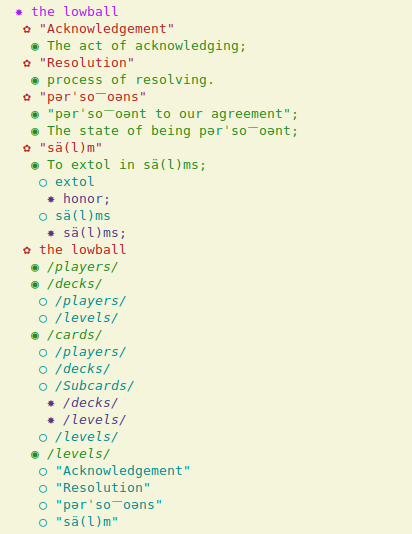 ✸ the lowball
✿ "Acknowledgement"
◉ The act of acknowledging;
✿ "Resolution"
◉ process of resolving.
✿ "pərˈso͞oəns"
◉ "pərˈso͞oənt to our agreement";
◉ The state of being pərˈso͞oənt;
✿ "sä(l)m"
◉ To extol in sä(l)ms;
○ extol
✸ honor;
○ sä(l)ms
✸ sä(l)ms;
✿ the lowball
◉ /players/
◉ /decks/
○ /players/
○ /levels/
◉ /cards/
○ /players/
○ /decks/
○ /Subcards/
✸ /decks/
✸ /levels/
○ /levels/
◉ /levels/
○ "Acknowledgement"
○ "Resolution"
○ "pərˈso͞oəns"
○ "sä(l)m"